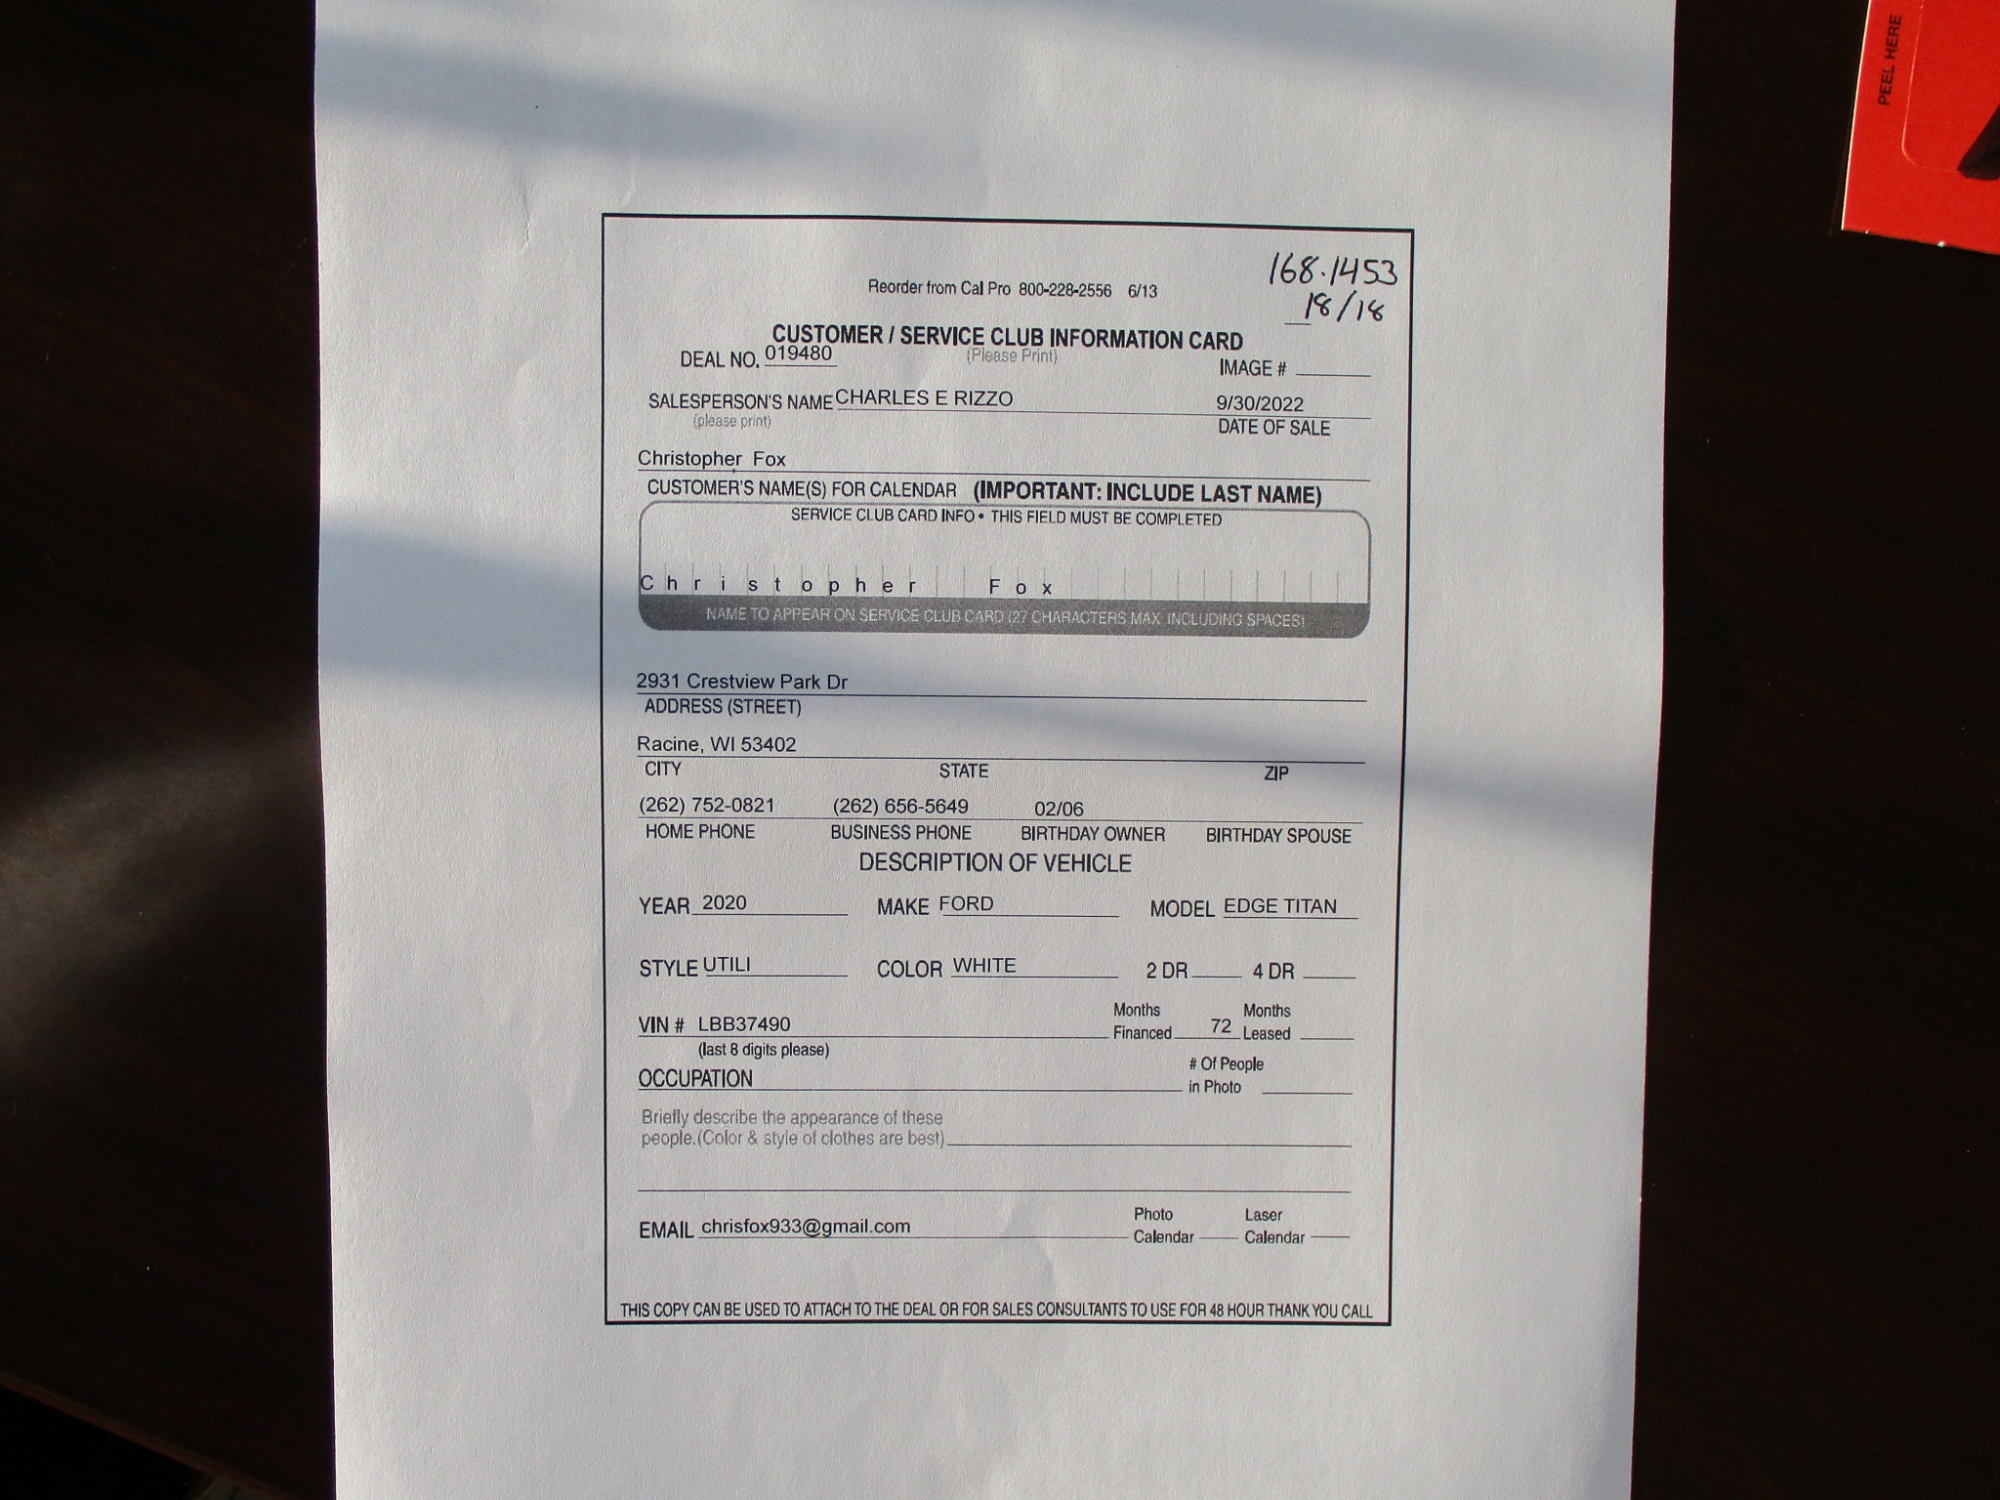 PEEL HERE
168-1453
18/18
Reorder from Cal Pro 800-228-2556 6/13
CUSTOMER / SERVICE CLUB INFORMATION CARD
DEAL NO. 019480 (Please Print) IMAGE #
SALESPERSON'S NAME CHARLES E RIZZO 9/30/2022
(please print) DATE OF SALE
Christopher Fox
CUSTOMER'S NAME(S) FOR CALENDAR (IMPORTANT: INCLUDE LAST NAME)
SERVICE CLUB CARD INFO • THIS FIELD MUST BE COMPLETED
Christopher Fox
NAME TO APPEAR ON SERVICE CLUB CARD (27 CHARACTERS MAX INCLUDING SPACES)
2931 Crestview Park Dr
ADDRESS (STREET)
Racine, WI 53402
CITY STATE ZIP
(262) 752-0821 (262) 656-5649 02/06
HOME PHONE BUSINESS PHONE BIRTHDAY OWNER BIRTHDAY SPOUSE
DESCRIPTION OF VEHICLE
YEAR 2020 MAKE FORD MODEL EDGE TITAN
STYLE UTILI COLOR WHITE 2 DR 4 DR
Months Months
VIN # LBB37490 Financed 72 Leased
(last 8 digits please)
# Of People
OCCUPATION in Photo
Briefly describe the appearance of these
people.(Color & style of clothes are best)
Photo Laser
EMAIL chrisfox933@gmail.com Calendar Calendar
THIS COPY CAN BE USED TO ATTACH TO THE DEAL OR FOR SALES CONSULTANTS TO USE FOR 48 HOUR THANK YOU CALL